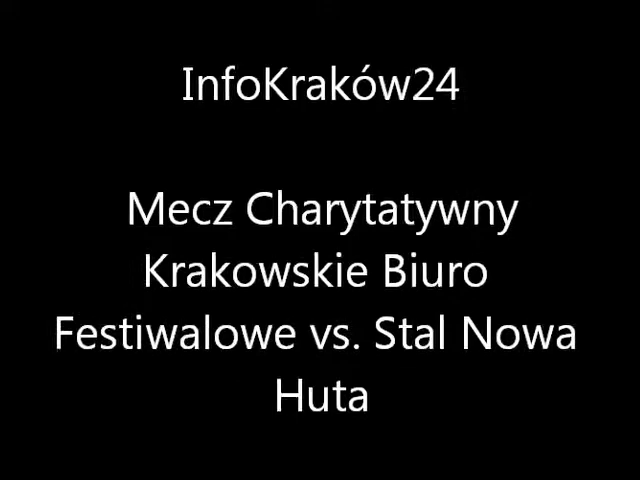 InfoKraków24
Mecz Charytatywny
Krakowskie Biuro
Festiwalowe vs. Stal Nowa
Huta